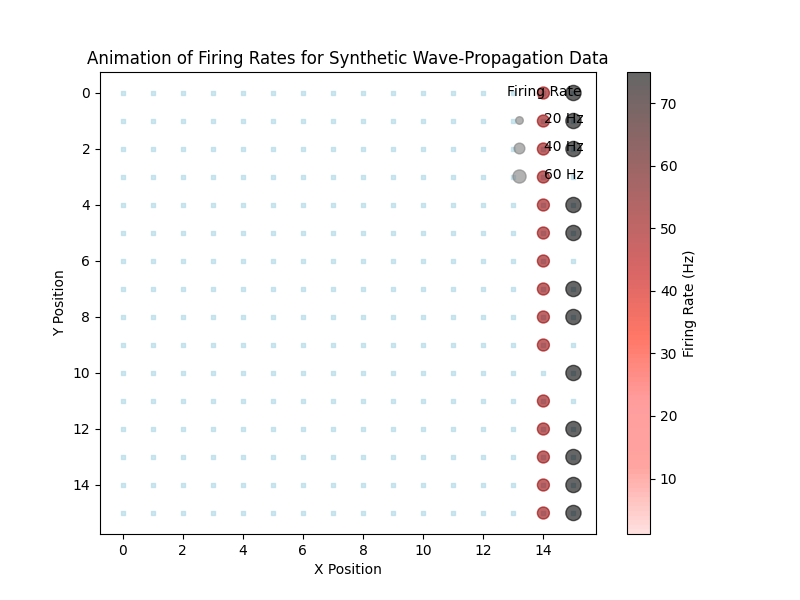 Animation of Firing Rates for Synthetic Wave-Propagation Data
Firing Rate
20 Hz
40 Hz
60 Hz
0
2
4
6
8
10
12
14
Y Position
0
2
4
6
8
10
12
14
X Position
70
60
50
40
30
20
10
Firing Rate (Hz)